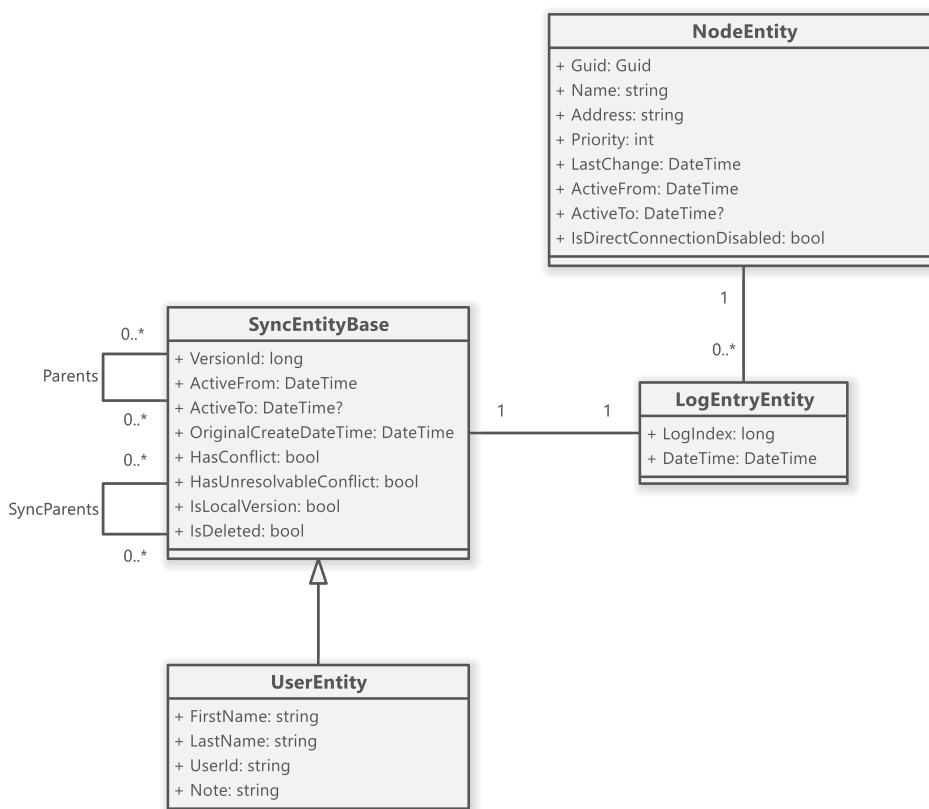 NodeEntity
+ Guid: Guid
+ Name: string
+ Address: string
+ Priority: int
+ LastChange: DateTime
+ ActiveFrom: DateTime
+ ActiveTo: DateTime?
+ IsDirectConnectionDisabled: bool
1
0..*
SyncEntityBase
+ VersionId: long
+ ActiveFrom: DateTime
+ ActiveTo: DateTime?
+ OriginalCreateDateTime: DateTime
+ HasConflict: bool
+ HasUnresolvableConflict: bool
+ IsLocalVersion: bool
+ IsDeleted: bool
0..*
Parents
0..*
0..*
SyncParents
0..*
1
1
LogEntryEntity
+ LogIndex: long
+ DateTime: DateTime
UserEntity
+ FirstName: string
+ LastName: string
+ UserId: string
+ Note: string